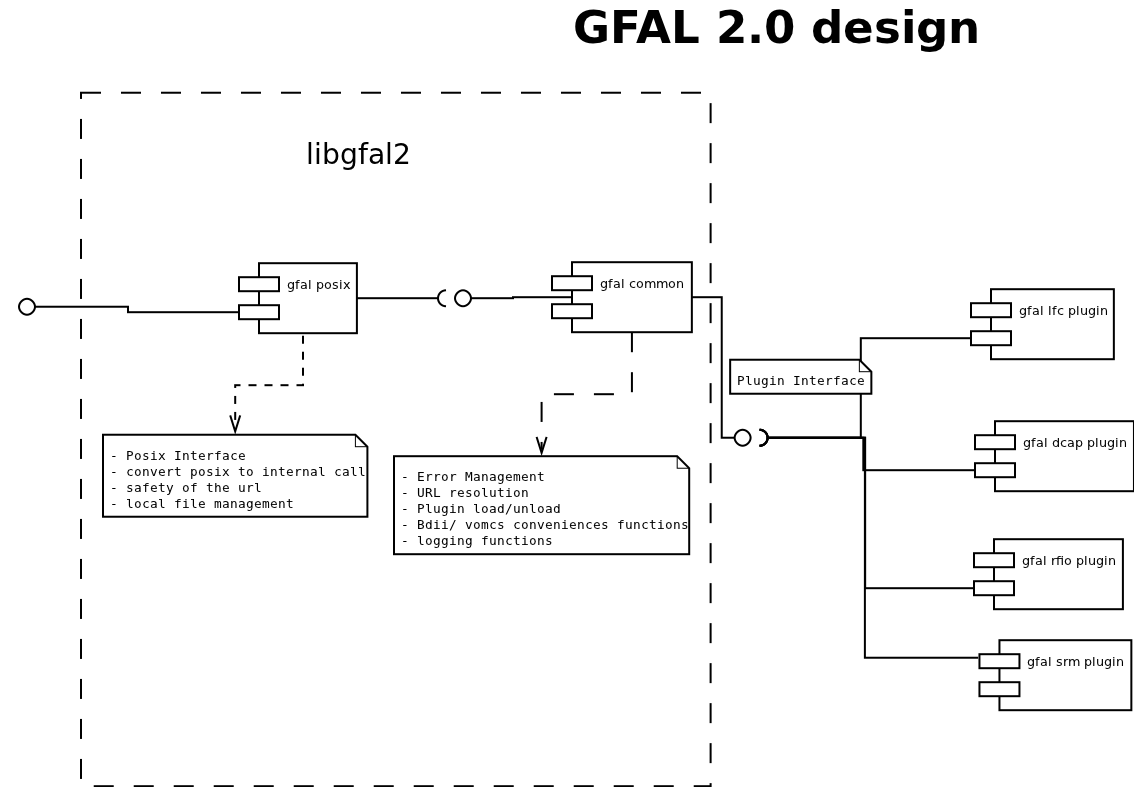 GFAL 2.0 design
libgfal2
gfal posix
gfal common
gfal lfc plugin
Plugin Interface
gfal dcap plugin
- Posix Interface
- convert posix to internal call
- safety of the url
- local file management
- Error Management
- URL resolution
- Plugin load/unload
- Bdii/ vomcs conveniences functions
- logging functions
gfal rfio plugin
gfal srm plugin